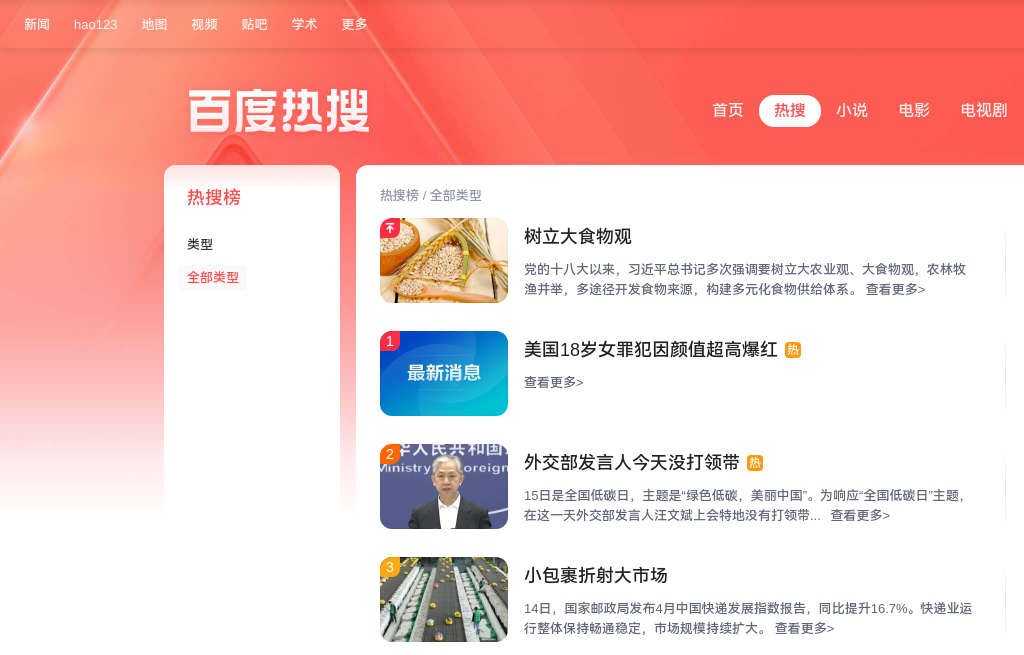 新闻 hao123 地图 视频 贴吧 学术 更多
百度热搜
首页 热搜 小说 电影 电视剧
热搜榜
类型
全部类型
热搜榜 / 全部类型
树立大食物观
党的十八大以来，习近平总书记多次强调要树立大农业观、大食物观，农林牧
渔并举，多途径开发食物来源，构建多元化食物供给体系。 查看更多>
1
最新消息
美国18岁女罪犯因颜值超高爆红 热
查看更多>
2
华人民共和国
Ministry Foreign
外交部发言人今天没打领带 热
15日是全国低碳日，主题是“绿色低碳，美丽中国”。为响应“全国低碳日”主题，
在这一天外交部发言人汪文斌上会特地没有打领带... 查看更多>
3
小包裹折射大市场
14日，国家邮政局发布4月中国快递发展指数报告，同比提升16.7%。快递业运
行整体保持畅通稳定，市场规模持续扩大。 查看更多>